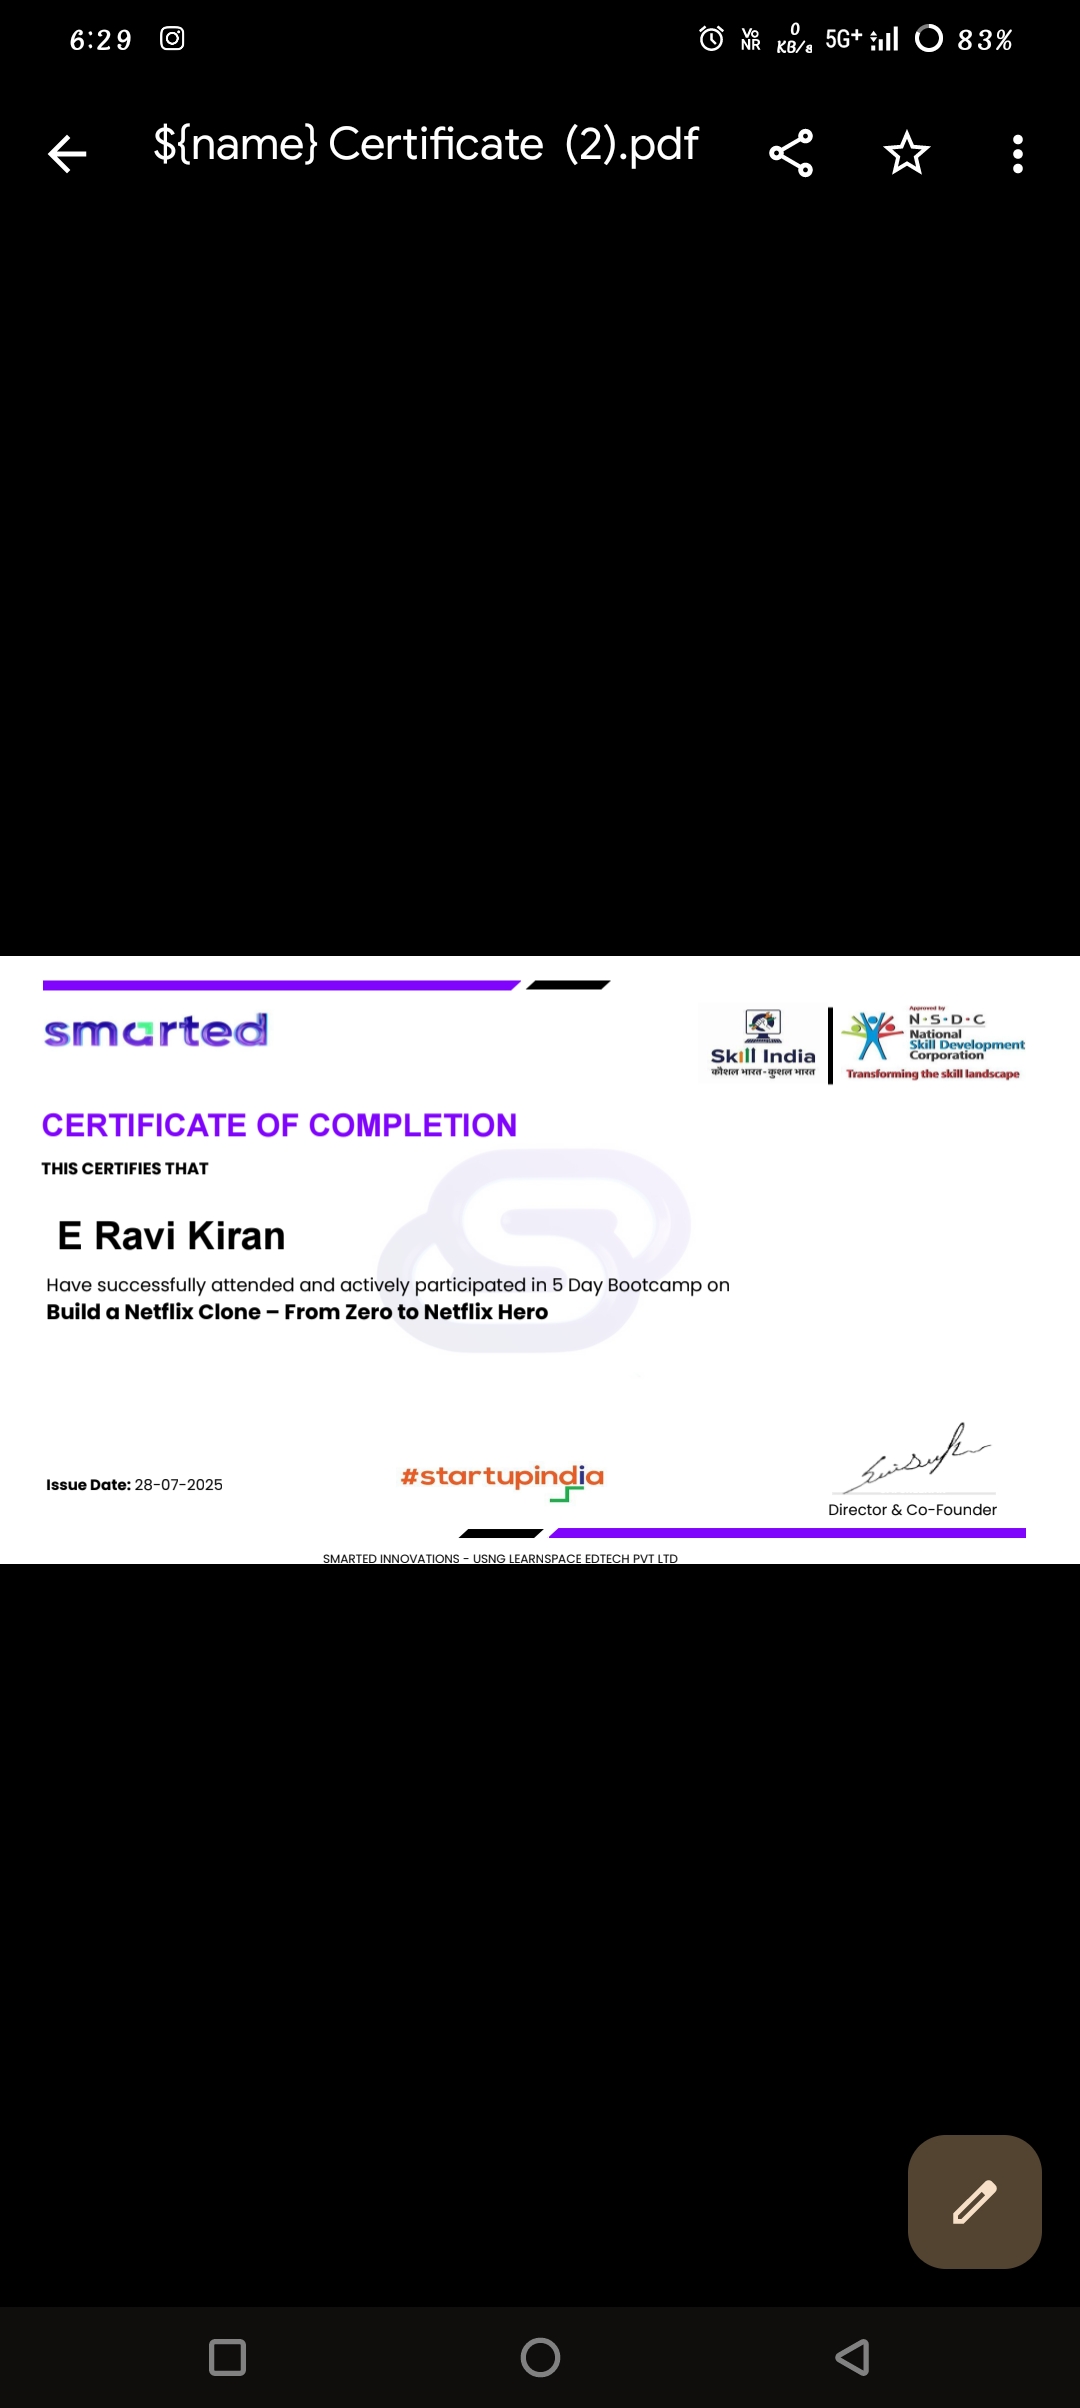 6:29 Vo NR 0 KB/s 5G+ 83%
${name} Certificate (2).pdf
smarted
Skill India
कौशल भारत - कुशल भारत
Approved by
N·S·D·C
National
Skill Development
Corporation
Transforming the skill landscape
CERTIFICATE OF COMPLETION
THIS CERTIFIES THAT
E Ravi Kiran
Have successfully attended and actively participated in 5 Day Bootcamp on
Build a Netflix Clone – From Zero to Netflix Hero
Issue Date: 28-07-2025
#startupindia
Director & Co-Founder
SMARTED INNOVATIONS - USNG LEARNSPACE EDTECH PVT LTD